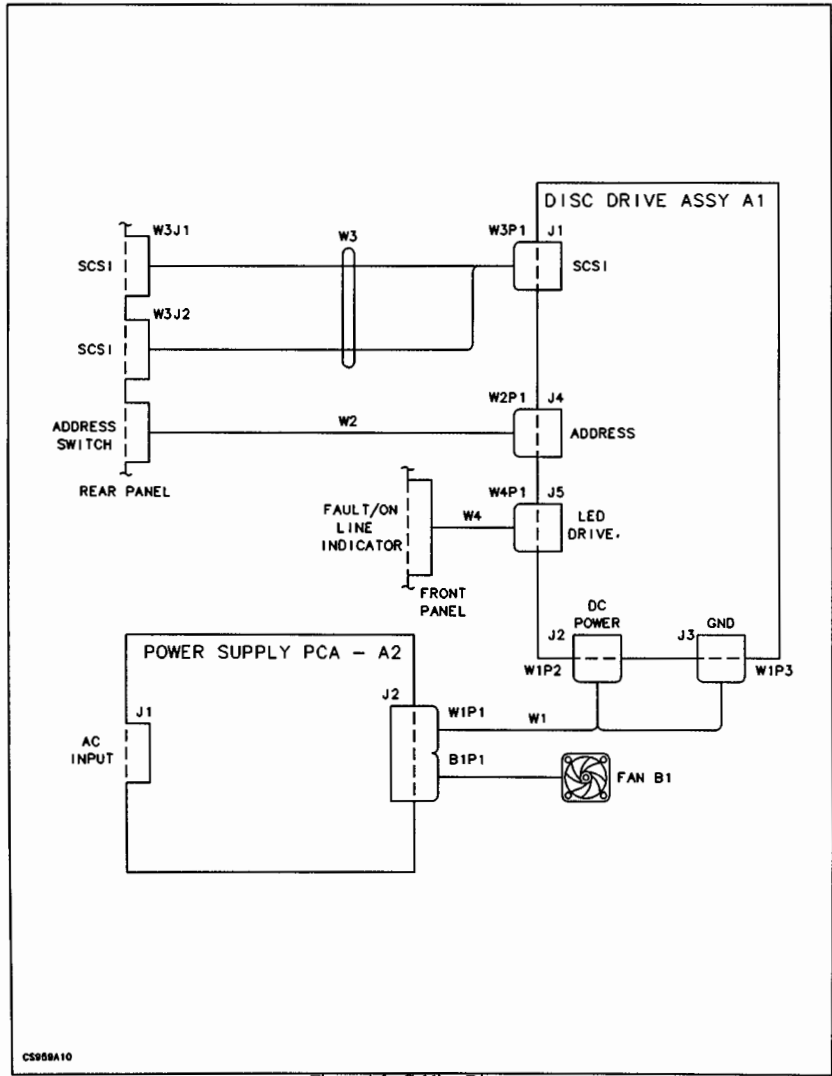 DISC DRIVE ASSY A1
W3J1
W3
W3P1 J1
SCSI
SCSI
W3J2
SCSI
W2P1 J4
ADDRESS
SWITCH
W2
ADDRESS
REAR PANEL
W4P1 J5
FAULT/ON
LINE
INDICATOR
W4
LED
DRIVE.
FRONT
PANEL
DC
POWER
J2
GND
J3
W1P2
W1P3
POWER SUPPLY PCA – A2
J1
AC
INPUT
J2
W1P1
W1
B1P1
FAN B1
CS959A10